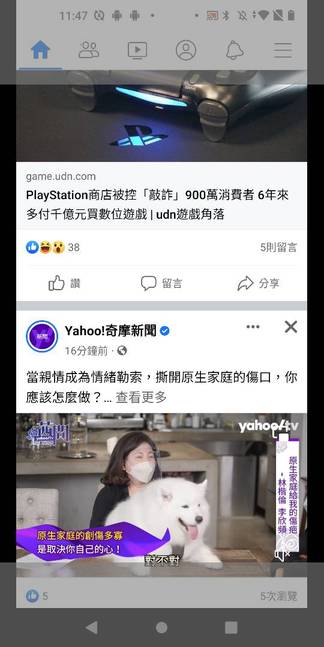 11:47
game.udn.com
PlayStation商店被控「敲詐」900萬消費者 6年來
多付千億元買數位遊戲 | udn遊戲角落
38
5則留言
讚
留言
分享
Yahoo!奇摩新聞
16分鐘前
當親情成為情緒勒索，撕開原生家庭的傷口，你
應該怎麼做？... 查看更多
yahoo!tv
原生家庭給我的傷疤
-林楷倫 李欣頻
原生家庭的創傷多寡
是取決你自己的心！
對不對
5
5次瀏覽